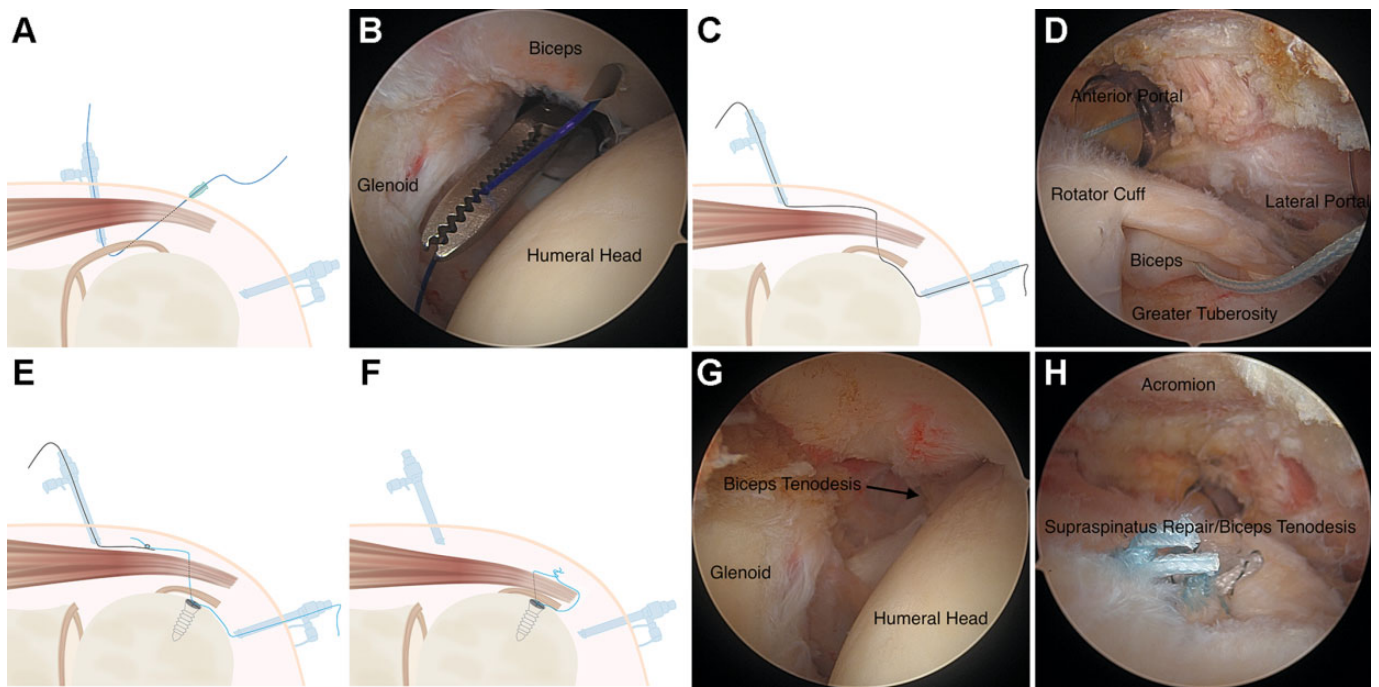 A
B
Biceps
Glenoid
Humeral Head
C
D
Anterior Portal
Rotator Cuff
Lateral Portal
Biceps
Greater Tuberosity
E
F
G
Biceps Tenodesis
Glenoid
Humeral Head
H
Acromion
Supraspinatus Repair/Biceps Tenodesis